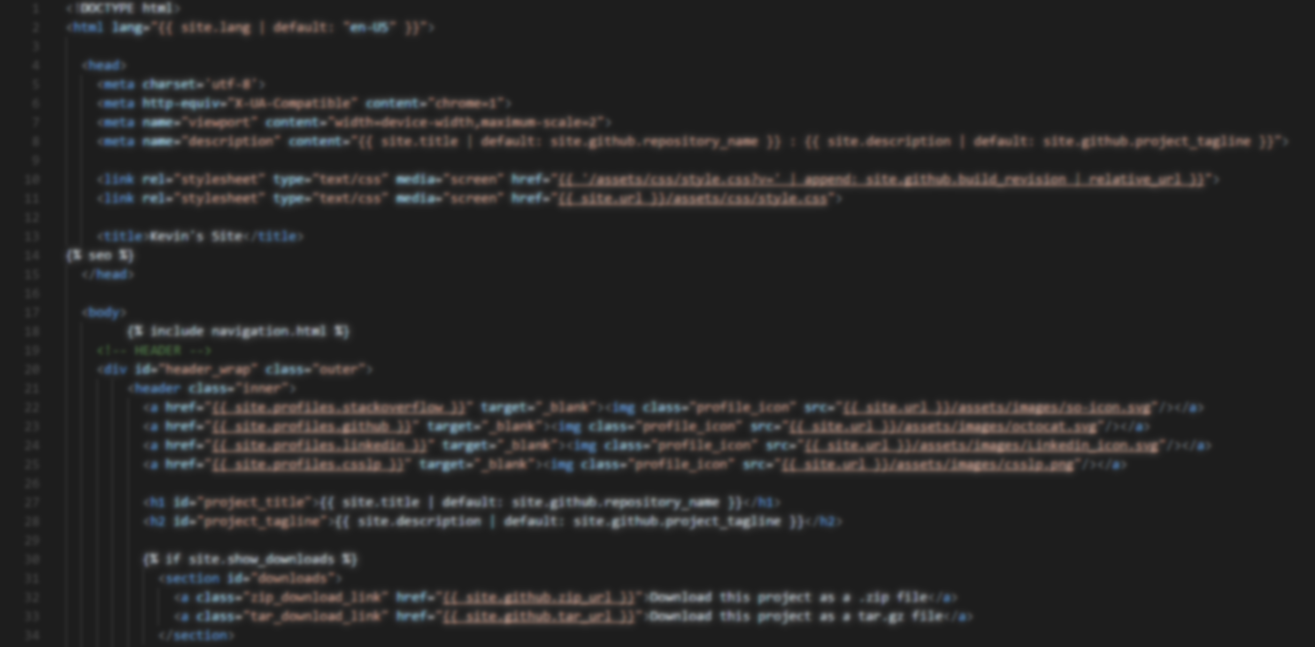 1 <!DOCTYPE html>
2 <html lang="{{ site.lang | default: "en-US" }}">
3
4 <head>
5 <meta charset='utf-8'>
6 <meta http-equiv="X-UA-Compatible" content="chrome=1">
7 <meta name="viewport" content="width=device-width,maximum-scale=2">
8 <meta name="description" content="{{ site.title | default: site.github.repository_name }} : {{ site.description | default: site.github.project_tagline }}">
9
10 <link rel="stylesheet" type="text/css" media="screen" href="{{ '/assets/css/style.css?v=' | append: site.github.build_revision | relative_url }}">
11 <link rel="stylesheet" type="text/css" media="screen" href="{{ site.url }}/assets/css/style.css">
12
13 <title>Kevin's Site</title>
14 {% seo %}
15 </head>
16
17 <body>
18 {% include navigation.html %}
19 <!-- HEADER -->
20 <div id="header_wrap" class="outer">
21 <header class="inner">
22 <a href="{{ site.profiles.stackoverflow }}" target="_blank"><img class="profile_icon" src="{{ site.url }}/assets/images/so-icon.svg"/></a>
23 <a href="{{ site.profiles.github }}" target="_blank"><img class="profile_icon" src="{{ site.url }}/assets/images/octocat.svg"/></a>
24 <a href="{{ site.profiles.linkedin }}" target="_blank"><img class="profile_icon" src="{{ site.url }}/assets/images/Linkedin_icon.svg"/></a>
25 <a href="{{ site.profiles.csslp }}" target="_blank"><img class="profile_icon" src="{{ site.url }}/assets/images/csslp.png"/></a>
26
27 <h1 id="project_title">{{ site.title | default: site.github.repository_name }}</h1>
28 <h2 id="project_tagline">{{ site.description | default: site.github.project_tagline }}</h2>
29
30 {% if site.show_downloads %}
31 <section id="downloads">
32 <a class="zip_download_link" href="{{ site.github.zip_url }}">Download this project as a .zip file</a>
33 <a class="tar_download_link" href="{{ site.github.tar_url }}">Download this project as a tar.gz file</a>
34 </section>